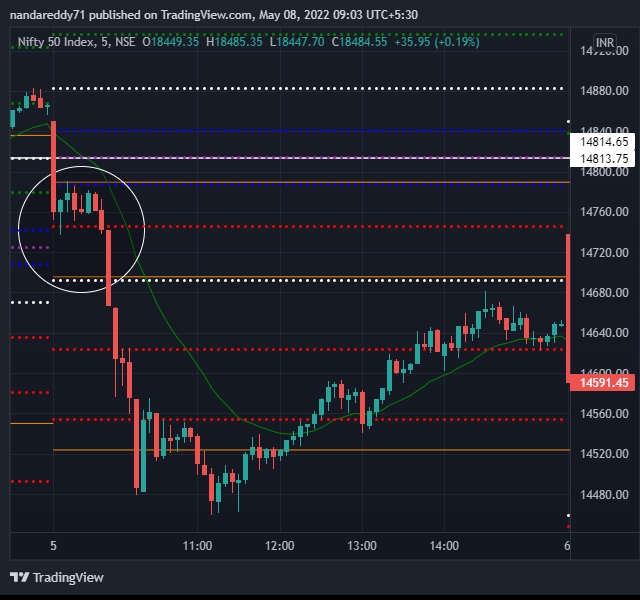 nandareddy71 published on TradingView.com, May 08, 2022 09:03 UTC+5:30
Nifty 50 Index, 5, NSE O18449.35 H18485.35 L18447.70 C18484.55 +35.95 (+0.19%)
INR
14880.00
14840.00
14814.65
14813.75
14800.00
14760.00
14720.00
14680.00
14640.00
14600.00
14591.45
14560.00
14520.00
14480.00
5 11:00 12:00 13:00 14:00 6
TradingView